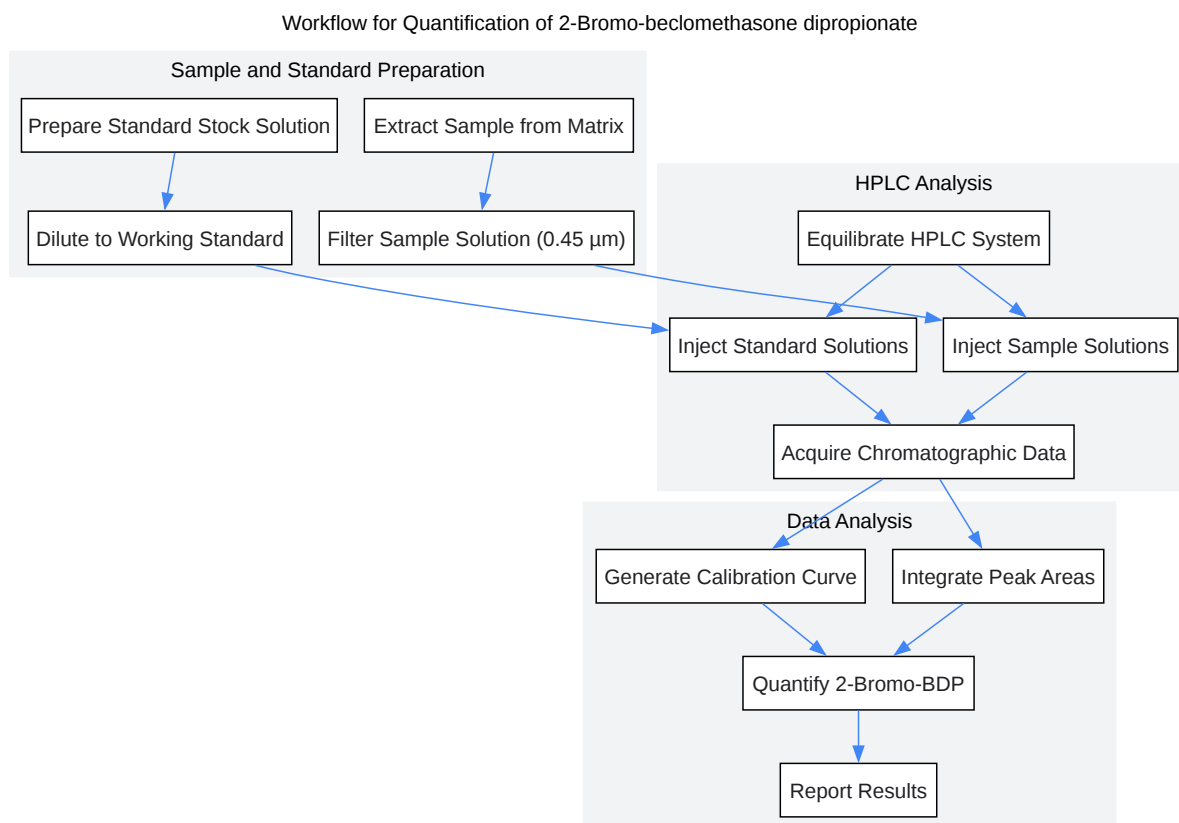 Workflow for Quantification of 2-Bromo-beclomethasone dipropionate
Sample and Standard Preparation
Prepare Standard Stock Solution
Extract Sample from Matrix
Dilute to Working Standard
Filter Sample Solution (0.45 µm)
HPLC Analysis
Equilibrate HPLC System
Inject Standard Solutions
Inject Sample Solutions
Acquire Chromatographic Data
Data Analysis
Generate Calibration Curve
Integrate Peak Areas
Quantify 2-Bromo-BDP
Report Results